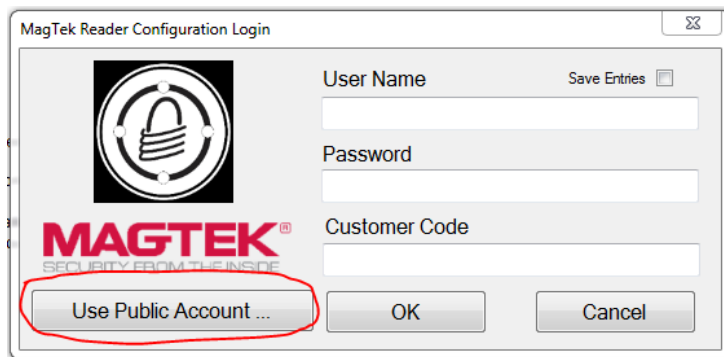 MagTek Reader Configuration Login
User Name
Save Entries
Password
MAGTEK®
SECURITY FROM THE INSIDE
Customer Code
Use Public Account ...
OK
Cancel